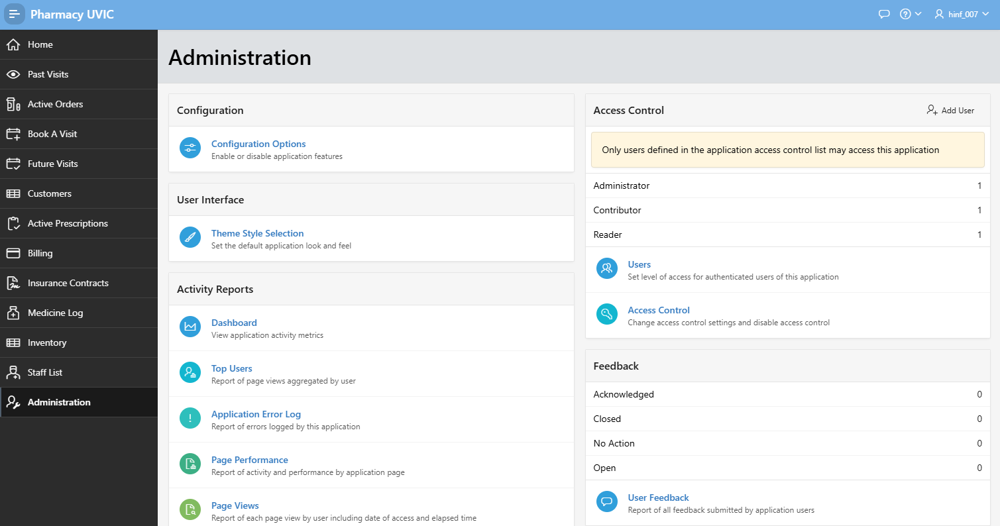 Pharmacy UVIC
hinf_007
Home
Past Visits
Active Orders
Book A Visit
Future Visits
Customers
Active Prescriptions
Billing
Insurance Contracts
Medicine Log
Inventory
Staff List
Administration
Administration
Configuration
Configuration Options
Enable or disable application features
User Interface
Theme Style Selection
Set the default application look and feel
Activity Reports
Dashboard
View application activity metrics
Top Users
Report of page views aggregated by user
Application Error Log
Report of errors logged by this application
Page Performance
Report of activity and performance by application page
Page Views
Report of each page view by user including date of access and elapsed time
Access Control Add User
Only users defined in the application access control list may access this application
Administrator 1
Contributor 1
Reader 1
Users
Set level of access for authenticated users of this application
Access Control
Change access control settings and disable access control
Feedback
Acknowledged 0
Closed 0
No Action 0
Open 0
User Feedback
Report of all feedback submitted by application users